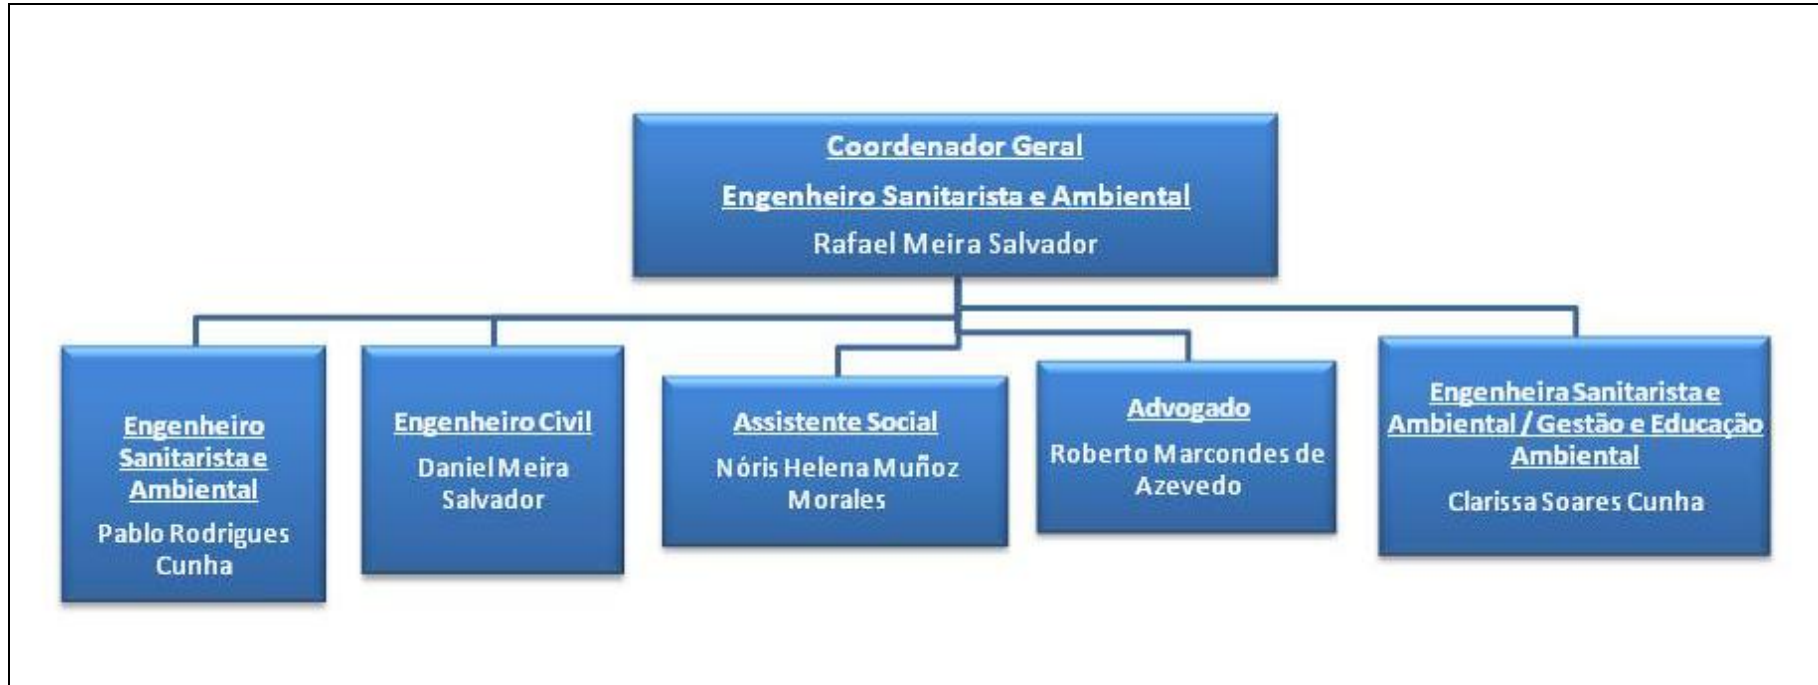 Coordenador Geral
Engenheiro Sanitarista e Ambiental
Rafael Meira Salvador
Engenheiro
Sanitarista e
Ambiental
Pablo Rodrigues
Cunha
Engenheiro Civil
Daniel Meira
Salvador
Assistente Social
Nóris Helena Muñoz
Morales
Advogado
Roberto Marcondes de
Azevedo
Engenheira Sanitarista e
Ambiental / Gestão e Educação
Ambiental
Clarissa Soares Cunha